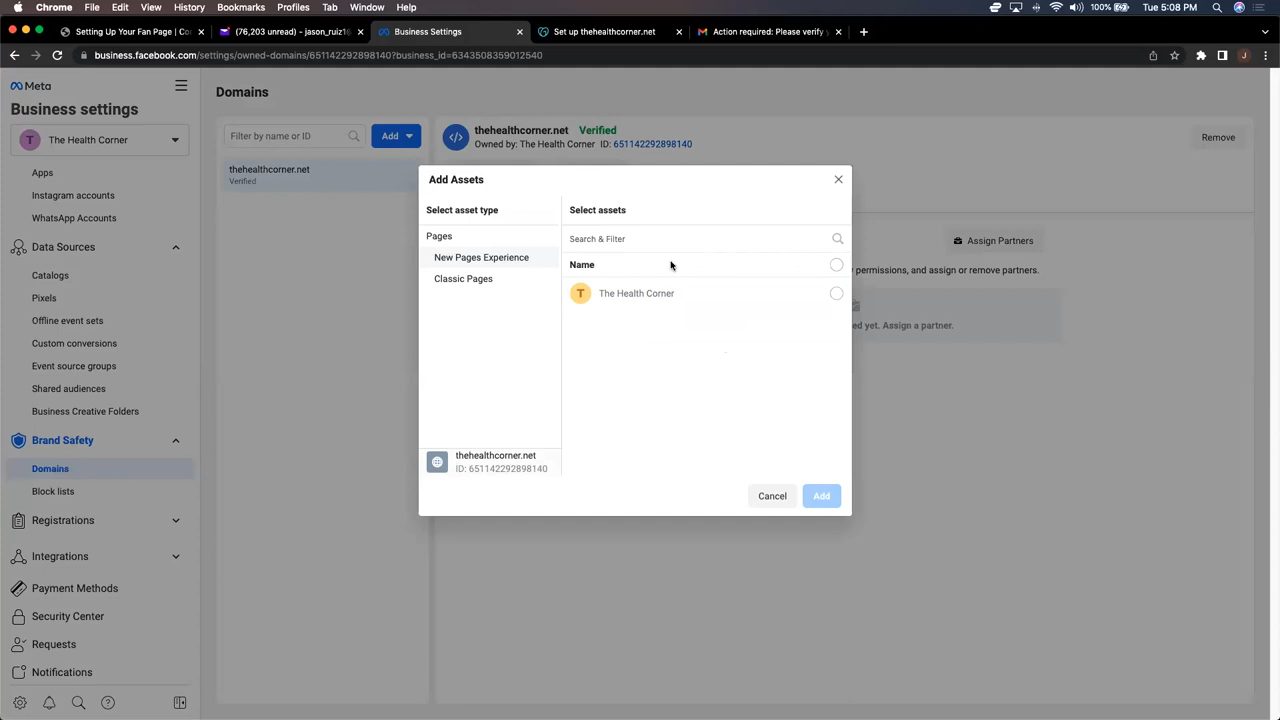 Chrome File Edit View History Bookmarks Profiles Tab Window Help 100% Tue 5:08 PM
Setting Up Your Fan Page | Co
(76,203 unread) - jason_ruiz16
Business Settings
Set up thehealthcorner.net
Action required: Please verify y
business.facebook.com/settings/owned-domains/651142292898140?business_id=6343508359012540
J
Meta
Business settings
T The Health Corner
Apps
Instagram accounts
WhatsApp Accounts
Data Sources
Catalogs
Pixels
Offline event sets
Custom conversions
Event source groups
Shared audiences
Business Creative Folders
Brand Safety
Domains
Block lists
Registrations
Integrations
Payment Methods
Security Center
Requests
Notifications
Domains
Filter by name or ID
Add
thehealthcorner.net
Verified
thehealthcorner.net Verified
Owned by: The Health Corner ID: 651142292898140
Remove
Assign Partners
permissions, and assign or remove partners.
ed yet. Assign a partner.
Add Assets
Select asset type
Pages
New Pages Experience
Classic Pages
thehealthcorner.net
ID: 651142292898140
Select assets
Search & Filter
Name
T The Health Corner
Cancel
Add